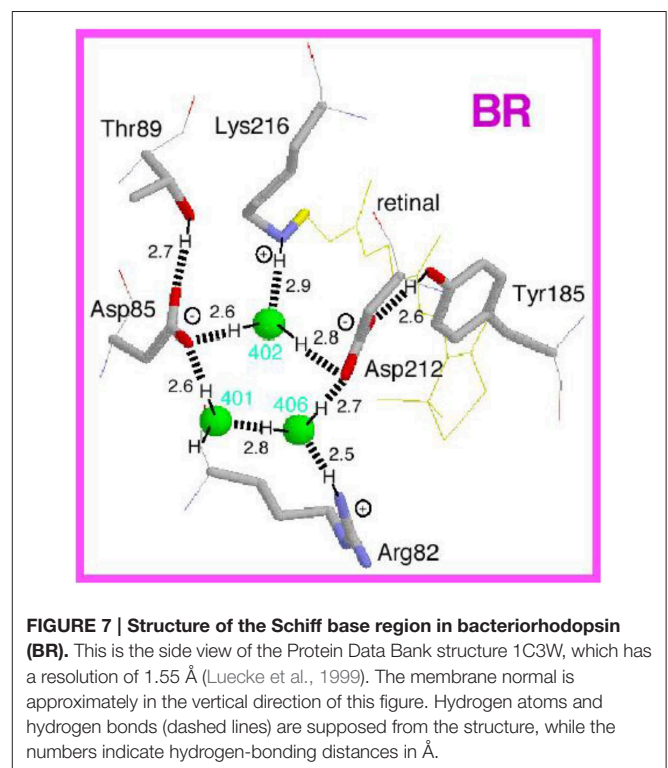 BR
Thr89
Lys216
retinal
H
2.7
⊕
H
2.9
Asp85
⊖
2.6
H
402
H
2.8
⊖
H
2.6
Tyr185
Asp212
2.6
H
401
406
H
2.7
H
H
2.8
2.5
H
⊕
Arg82
FIGURE 7 | Structure of the Schiff base region in bacteriorhodopsin
(BR). This is the side view of the Protein Data Bank structure 1C3W, which has
a resolution of 1.55 Å (Luecke et al., 1999). The membrane normal is
approximately in the vertical direction of this figure. Hydrogen atoms and
hydrogen bonds (dashed lines) are supposed from the structure, while the
numbers indicate hydrogen-bonding distances in Å.